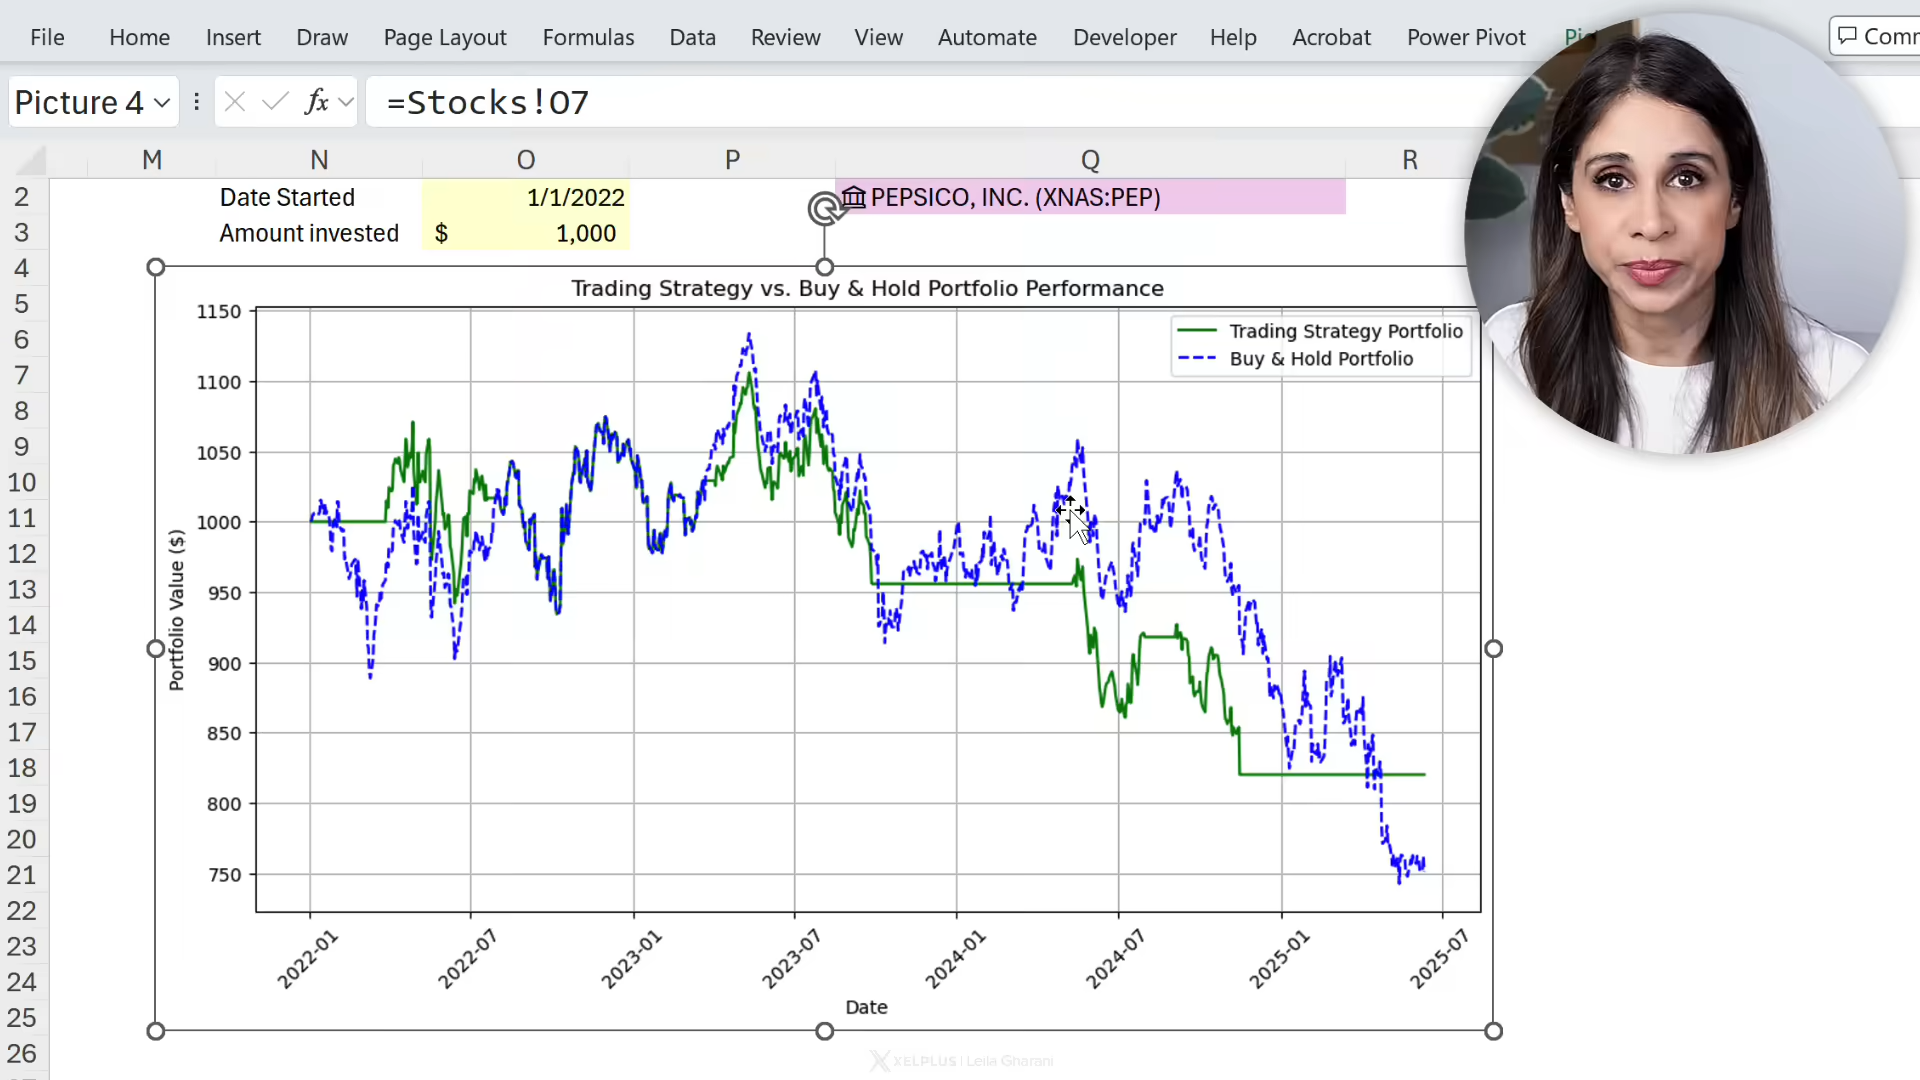 File Home Insert Draw Page Layout Formulas Data Review View Automate Developer Help Acrobat Power Pivot
Picture 4 fx =Stocks!O7
M N O P Q R
2 Date Started 1/1/2022 PEPSICO, INC. (XNAS:PEP)
3 Amount invested $ 1,000
4
5
6
7
8
9
10
11
12
13
14
15
16
17
18
19
20
21
22
23
24
25
26
Trading Strategy vs. Buy & Hold Portfolio Performance
Trading Strategy Portfolio
Buy & Hold Portfolio
1150
1100
1050
1000
950
900
850
800
750
Portfolio Value ($)
2022-01 2022-07 2023-01 2023-07 2024-01 2024-07 2025-01 2025-07
Date
XELPLUS | Leila Gharani